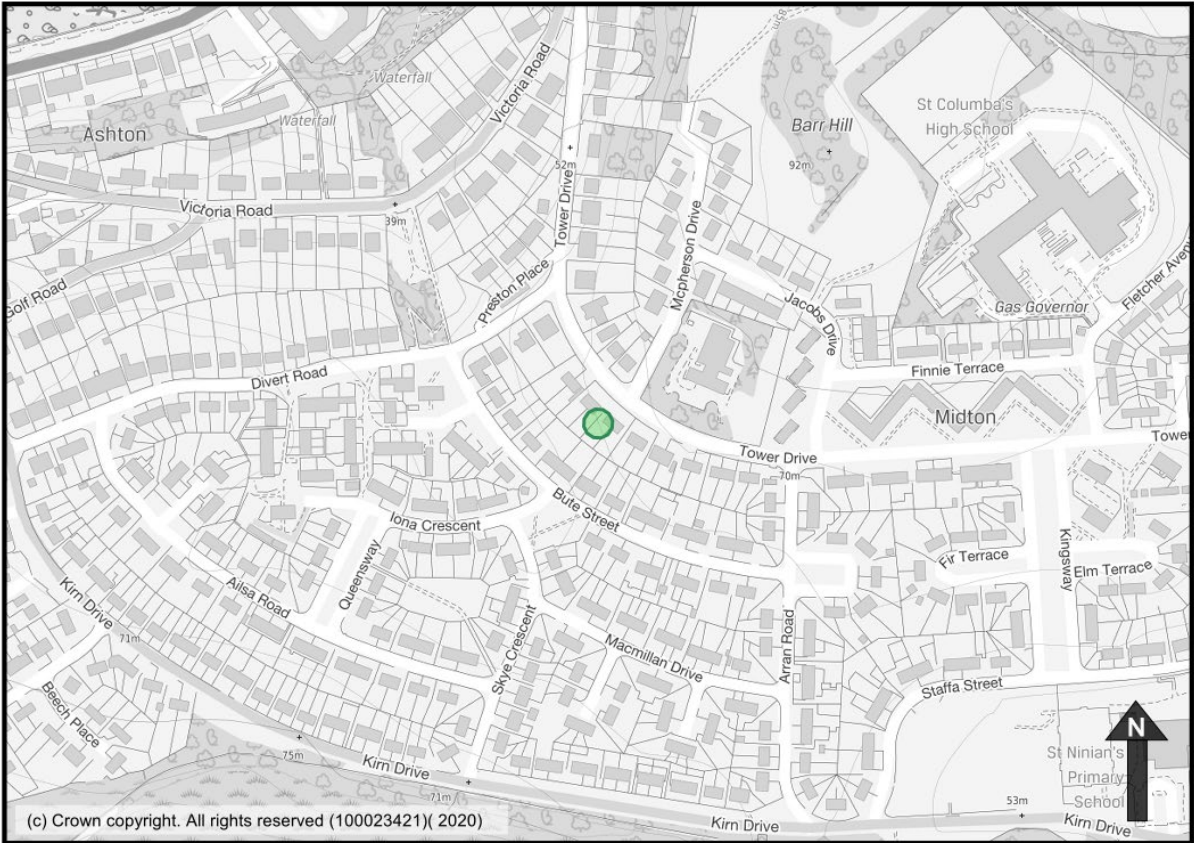 Waterfall
Waterfall
Ashton
Victoria Road
Victoria Road
52m
39m
Tower Drive
Barr Hill
92m
85m
St Columba's
High School
Gas Governor
Golf Road
Preston Place
Mcpherson Drive
Jacobs Drive
Finnie Terrace
Midton
Divert Road
Tower Drive
70m
Bute Street
Iona Crescent
Queensway
Ailsa Road
Kirn Drive
71m
Beech Place
75m
Kirn Drive
71m
Skye Crescent
Macmillan Drive
Arran Road
Fir Terrace
Kingsway
Elm Terrace
Staffa Street
St Ninian's
Primary
School
53m
Kirn Drive
Kirn Drive
N
(c) Crown copyright. All rights reserved (100023421)( 2020)